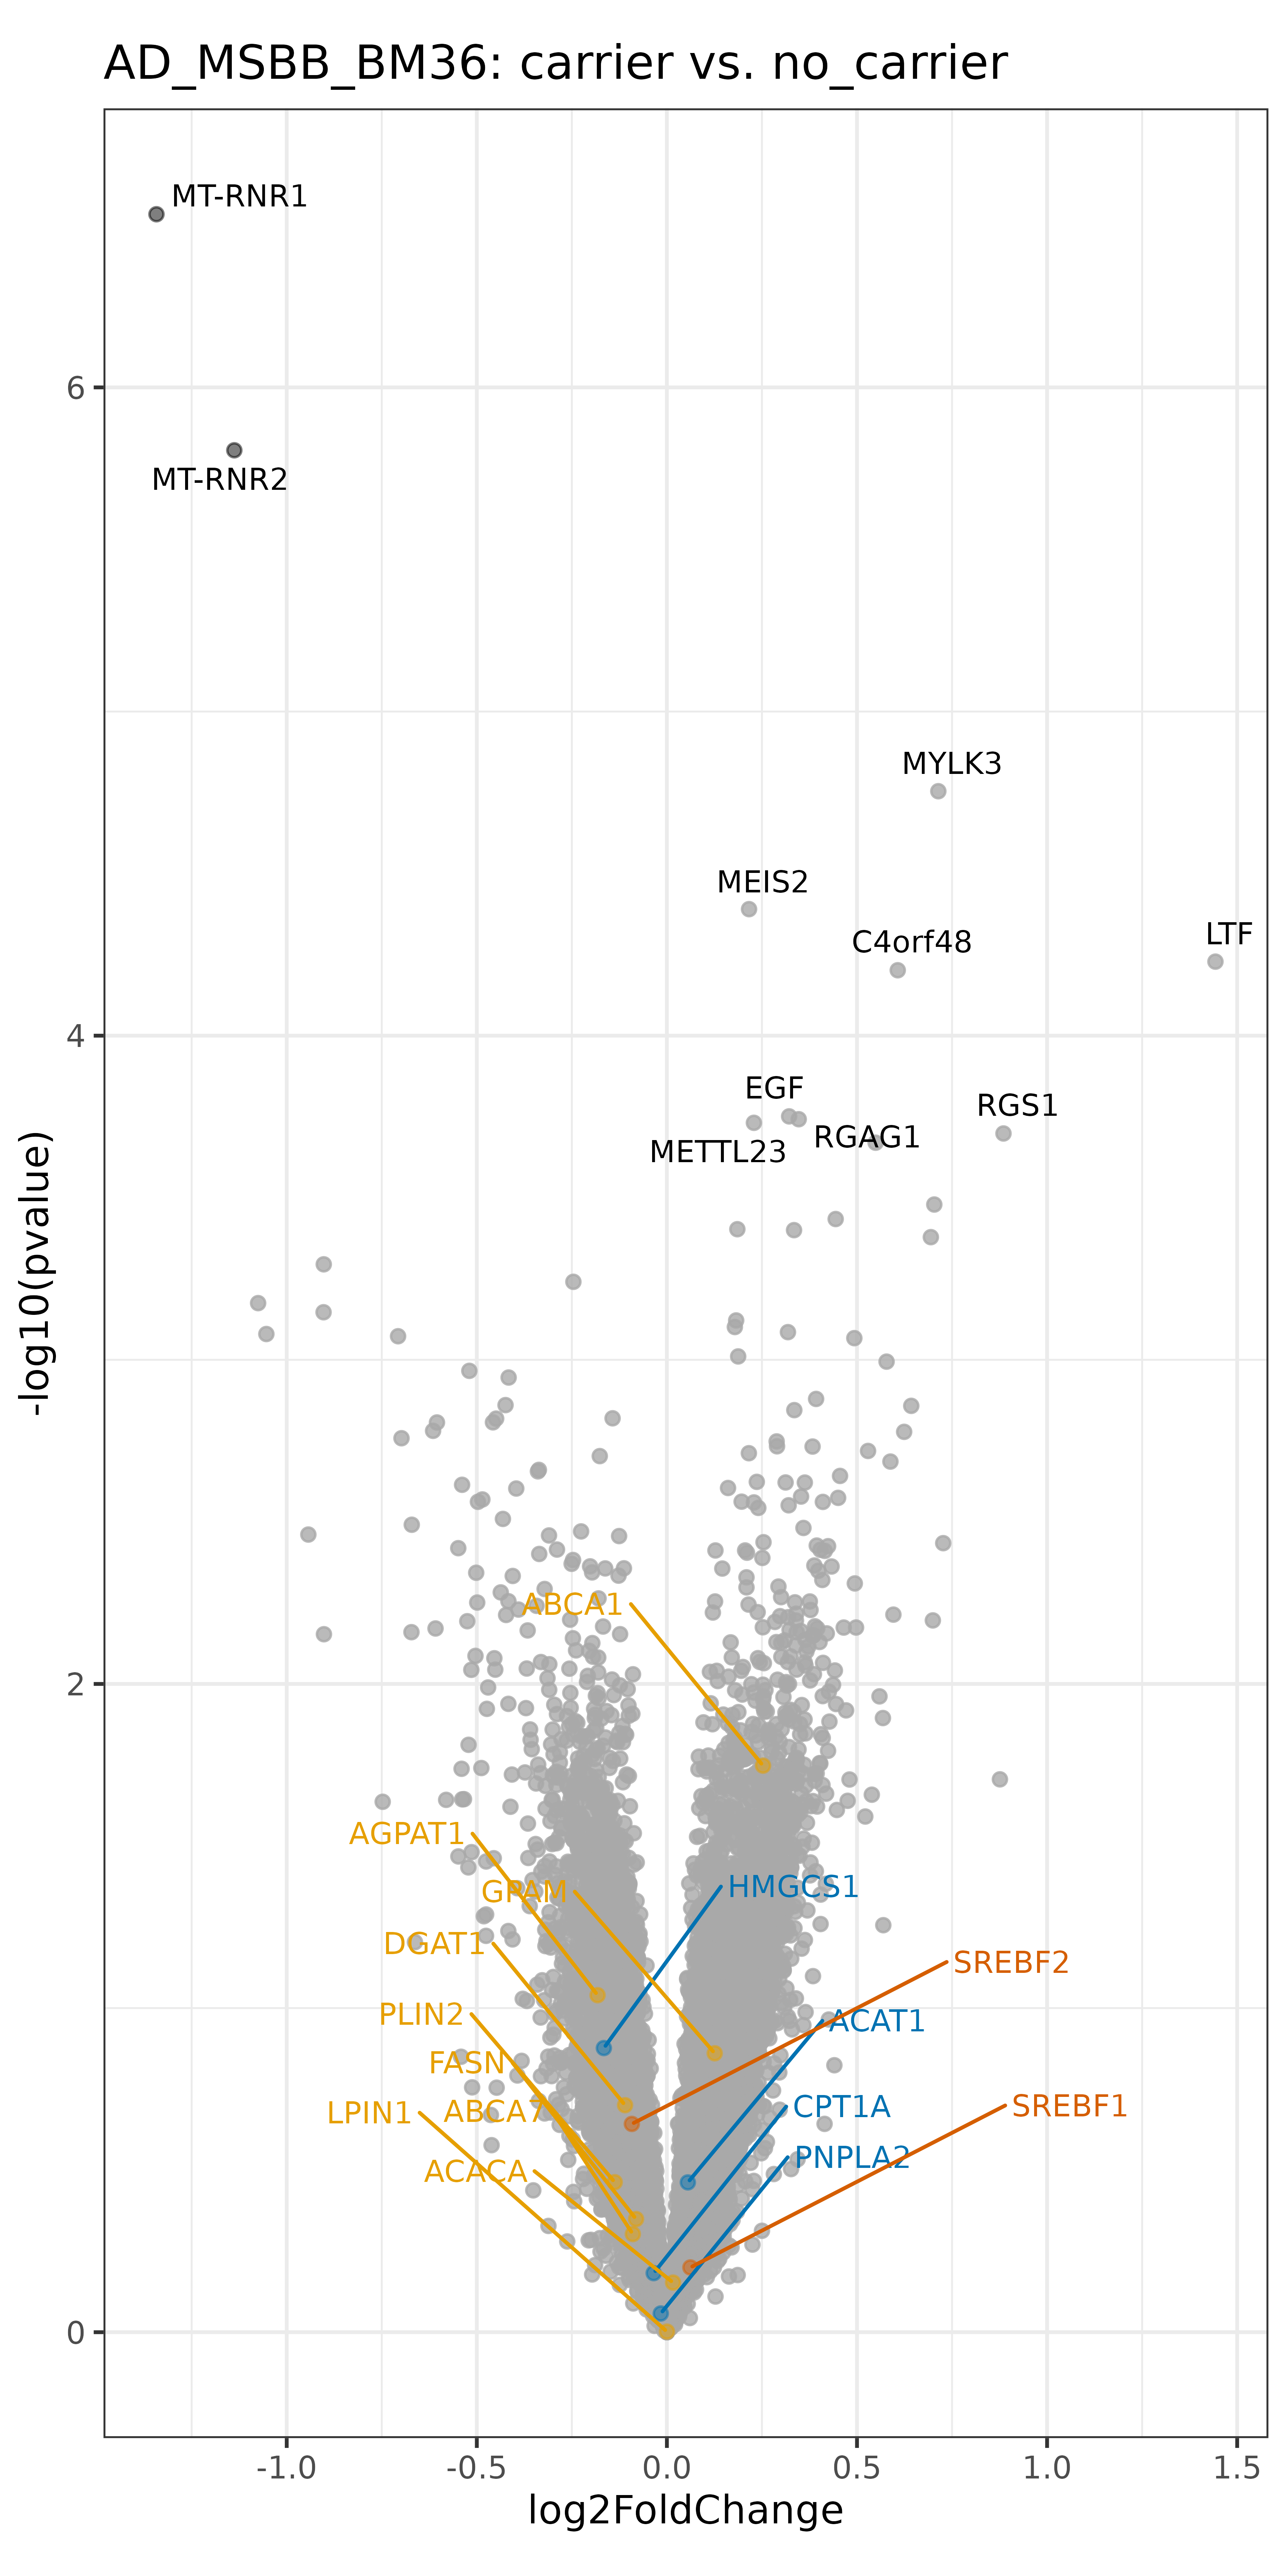 AD_MSBB_BM36: carrier vs. no_carrier
MT-RNR1
6
MT-RNR2
MYLK3
MEIS2
LTF
C4orf48
4
EGF
RGS1
RGAG1
METTL23
-log10(pvalue)
ABCA1
2
AGPAT1
HMGCS1
GPAM
DGAT1
SREBF2
PLIN2
ACAT1
FASN
CPT1A
SREBF1
ABCA7
LPIN1
PNPLA2
ACACA
0
-1.0
-0.5
0.0
0.5
1.0
1.5
log2FoldChange